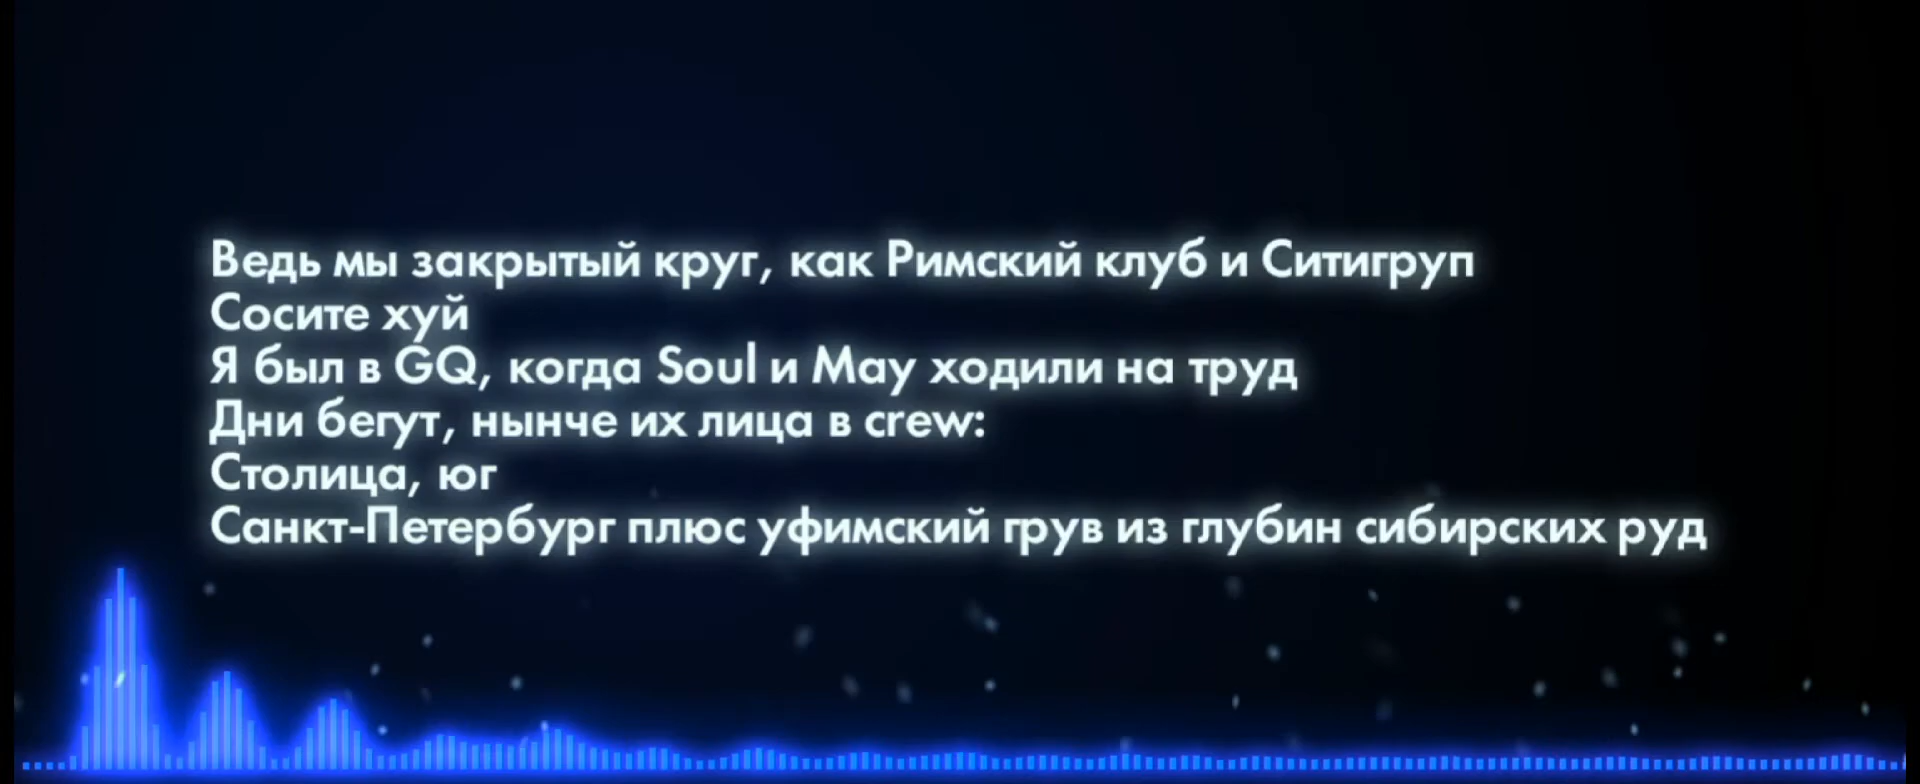 Ведь мы закрытый круг, как Римский клуб и Ситигруп
Сосите хуй
Я был в GQ, когда Soul и May ходили на труд
Дни бегут, нынче их лица в crew:
Столица, юг
Санкт-Петербург плюс уфимский грув из глубин сибирских руд